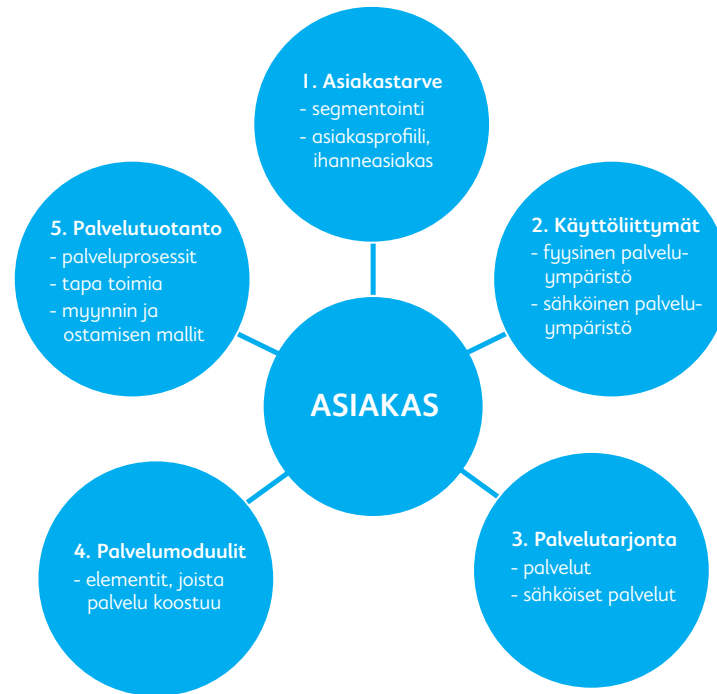 1. Asiakastarve
- segmentointi
- asiakasprofiili,
ihanneasiakas
2. Käyttöliittymät
- fyysinen palvelu-
ympäristö
- sähköinen palvelu-
ympäristö
3. Palvelutarjonta
- palvelut
- sähköiset palvelut
4. Palvelumoduulit
- elementit, joista
palvelu koostuu
5. Palvelutuotanto
- palveluprosessit
- tapa toimia
- myynnin ja
ostamisen mallit
ASIAKAS